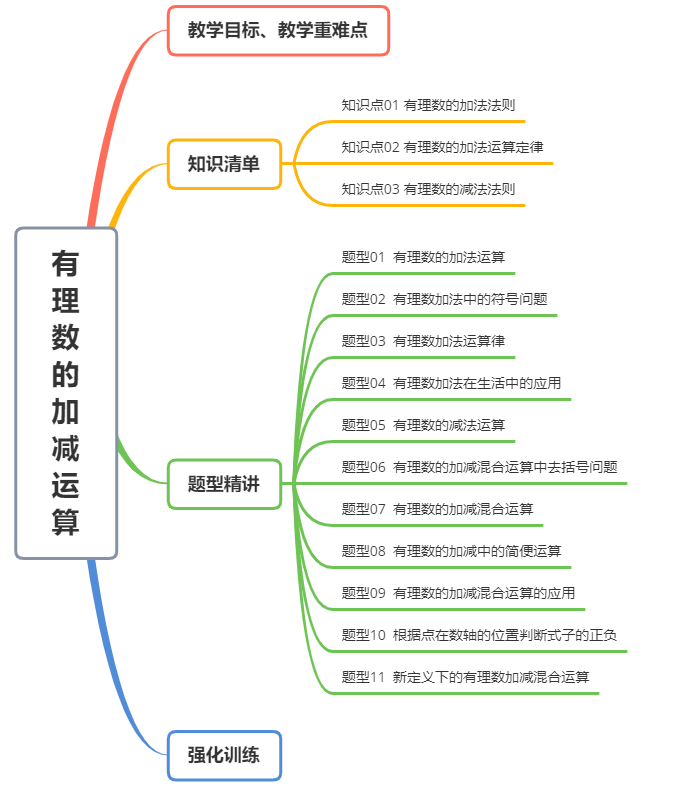 有理数的加减运算
教学目标、教学重难点
知识清单
知识点01 有理数的加法法则
知识点02 有理数的加法运算定律
知识点03 有理数的减法法则
题型精讲
题型01 有理数的加法运算
题型02 有理数加法中的符号问题
题型03 有理数加法运算律
题型04 有理数加法在生活中的应用
题型05 有理数的减法运算
题型06 有理数的加减混合运算中去括号问题
题型07 有理数的加减混合运算
题型08 有理数的加减中的简便运算
题型09 有理数的加减混合运算的应用
题型10 根据点在数轴的位置判断式子的正负
题型11 新定义下的有理数加减混合运算
强化训练